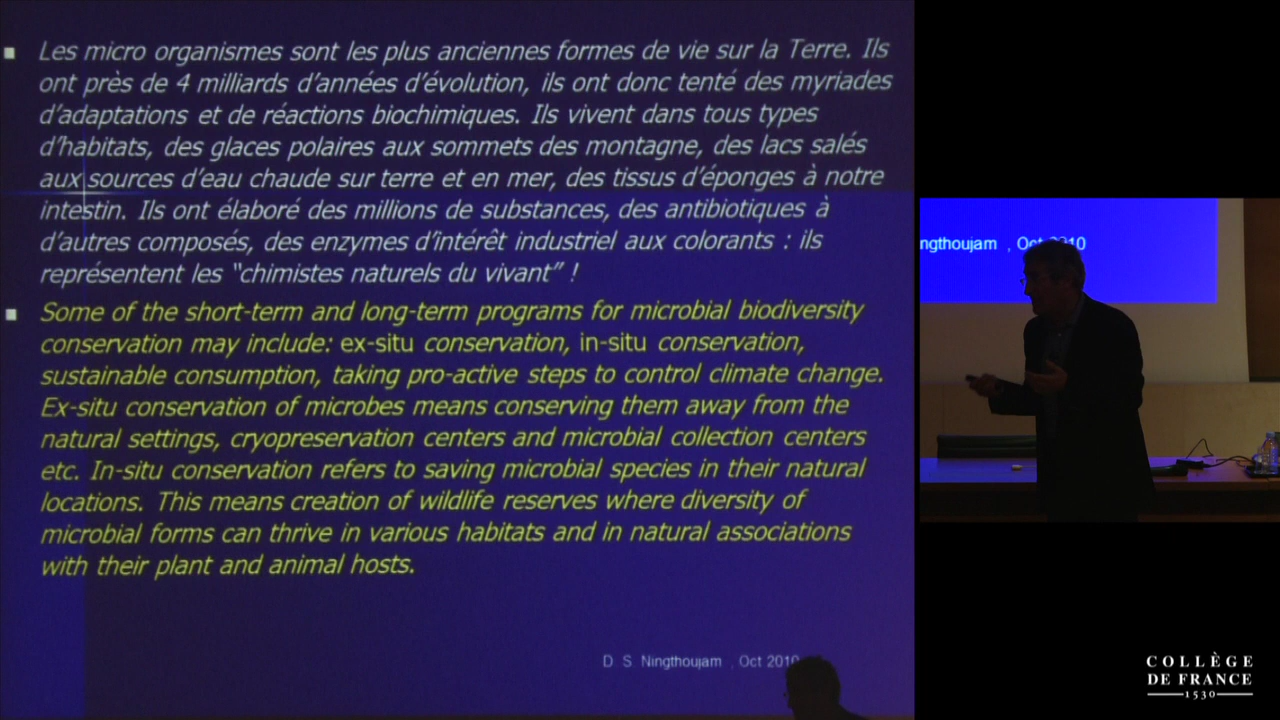 Les micro organismes sont les plus anciennes formes de vie sur la Terre. Ils
ont près de 4 milliards d'années d'évolution, ils ont donc tenté des myriades
d'adaptations et de réactions biochimiques. Ils vivent dans tous types
d'habitats, des glaces polaires aux sommets des montagne, des lacs salés
aux sources d'eau chaude sur terre et en mer, des tissus d'éponges à notre
intestin. Ils ont élaboré des millions de substances, des antibiotiques à
d'autres composés, des enzymes d'intérêt industriel aux colorants : ils
représentent les "chimistes naturels du vivant" !
Some of the short-term and long-term programs for microbial biodiversity
conservation may include: ex-situ conservation, in-situ conservation,
sustainable consumption, taking pro-active steps to control climate change.
Ex-situ conservation of microbes means conserving them away from the
natural settings, cryopreservation centers and microbial collection centers
etc. In-situ conservation refers to saving microbial species in their natural
locations. This means creation of wildlife reserves where diversity of
microbial forms can thrive in various habitats and in natural associations
with their plant and animal hosts.
D S Ningthoujam , Oct 2010
ngthoujam , Oct 2010
COLLÈGE
DE FRANCE
1530